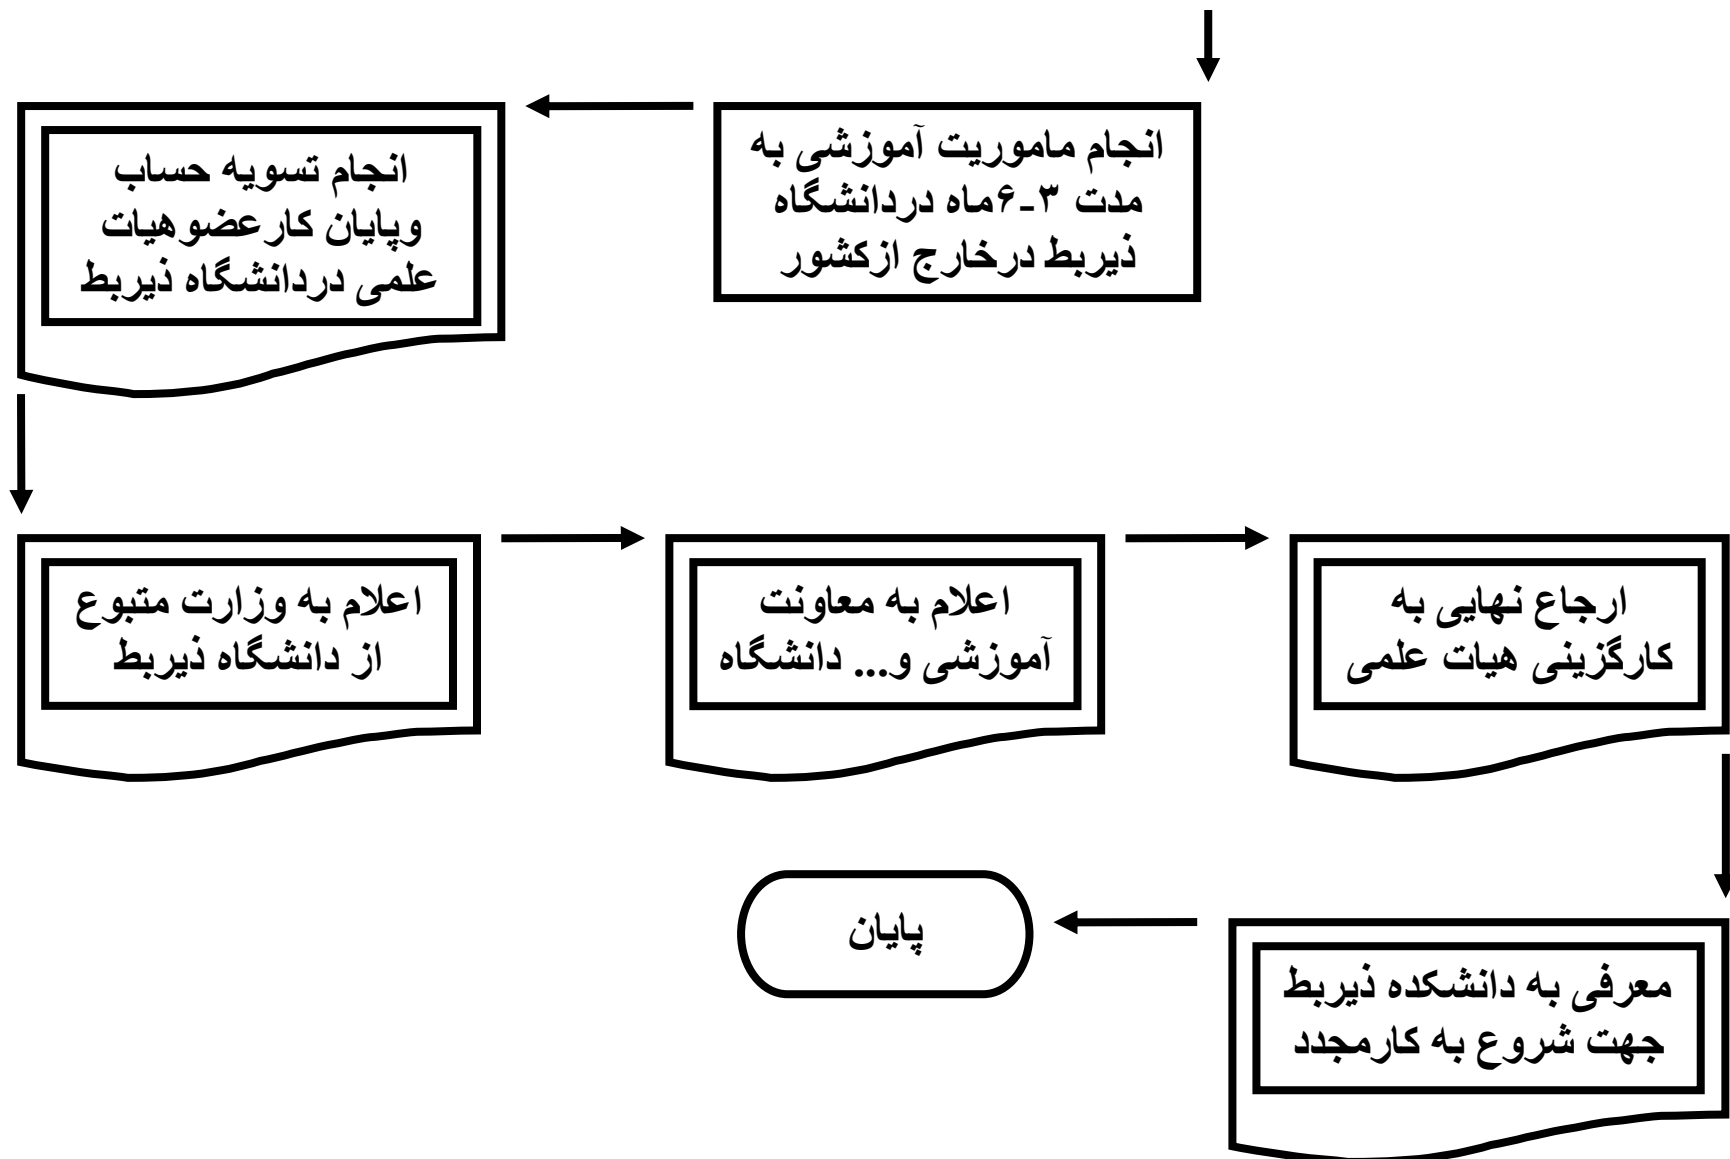 انجام ماموریت آموزشی به
مدت ۳-۶ماه دردانشگاه
ذیربط درخارج ازکشور
انجام تسویه حساب
وپایان کارعضوهیات
علمی دردانشگاه ذیربط
اعلام به وزارت متبوع
از دانشگاه ذیربط
اعلام به معاونت
آموزشی و... دانشگاه
ارجاع نهایی به
کارگزینی هیات علمی
معرفی به دانشکده ذیربط
جهت شروع به کارمجدد
پایان